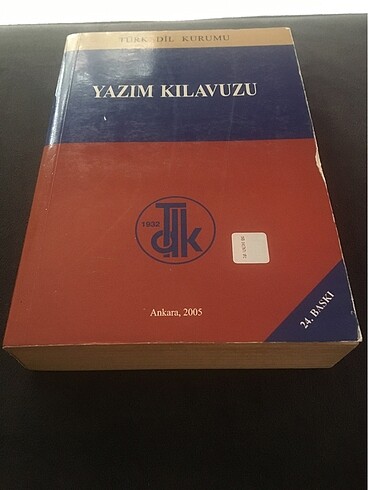 TÜRK DİL KURUMU
YAZIM KILAVUZU
1932
tdk
Ankara, 2005
24. BASKI